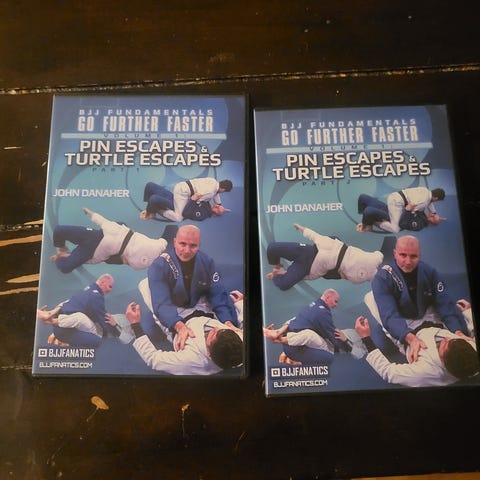 BJJ FUNDAMENTALS
GO FURTHER FASTER
VOLUME 1:
PIN ESCAPES &
TURTLE ESCAPES
PART 1
JOHN DANAHER
BJJFANATICS
BJJFANATICS.COM
BJJ FUNDAMENTALS
GO FURTHER FASTER
VOLUME 1:
PIN ESCAPES &
TURTLE ESCAPES
PART 2
JOHN DANAHER
BJJFANATICS
BJJFANATICS.COM